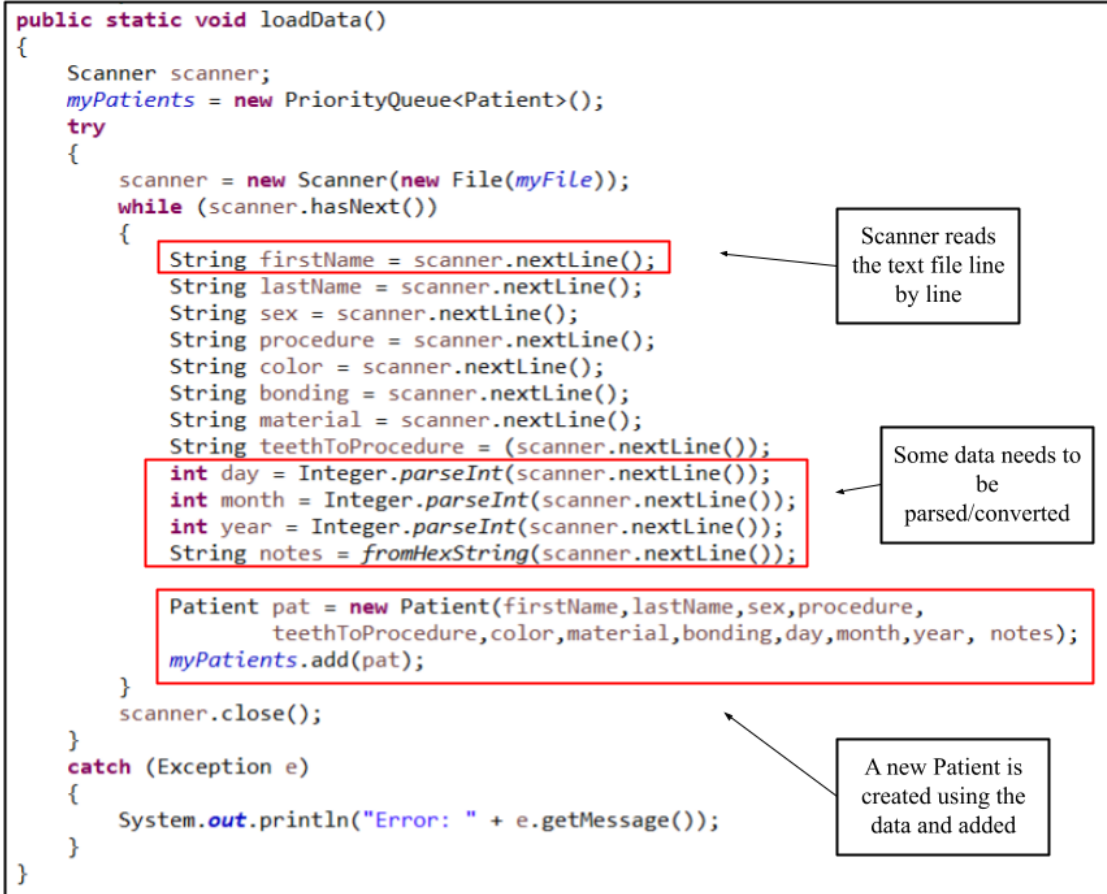 public static void loadData()
{
    Scanner scanner;
    myPatients = new PriorityQueue<Patient>();
    try
    {
        scanner = new Scanner(new File(myFile));
        while (scanner.hasNext())
        {
            String firstName = scanner.nextLine();
            String lastName = scanner.nextLine();
            String sex = scanner.nextLine();
            String procedure = scanner.nextLine();
            String color = scanner.nextLine();
            String bonding = scanner.nextLine();
            String material = scanner.nextLine();
            String teethToProcedure = (scanner.nextLine());
            int day = Integer.parseInt(scanner.nextLine());
            int month = Integer.parseInt(scanner.nextLine());
            int year = Integer.parseInt(scanner.nextLine());
            String notes = fromHexString(scanner.nextLine());

            Patient pat = new Patient(firstName,lastName,sex,procedure,
                    teethToProcedure,color,material,bonding,day,month,year, notes);
            myPatients.add(pat);
        }
        scanner.close();
    }
    catch (Exception e)
    {
        System.out.println("Error: " + e.getMessage());
    }
}
Scanner reads
the text file line
by line
Some data needs to
be
parsed/converted
A new Patient is
created using the
data and added